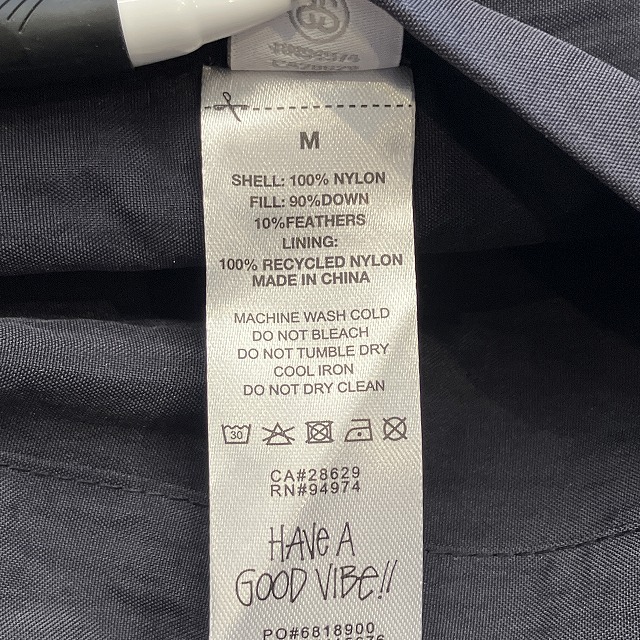 M
SHELL: 100% NYLON
FILL: 90%DOWN
10%FEATHERS
LINING:
100% RECYCLED NYLON
MADE IN CHINA
MACHINE WASH COLD
DO NOT BLEACH
DO NOT TUMBLE DRY
COOL IRON
DO NOT DRY CLEAN
30
CA#28629
RN#94974
HAVE A
GOOD VIBE!!
PO#6818900